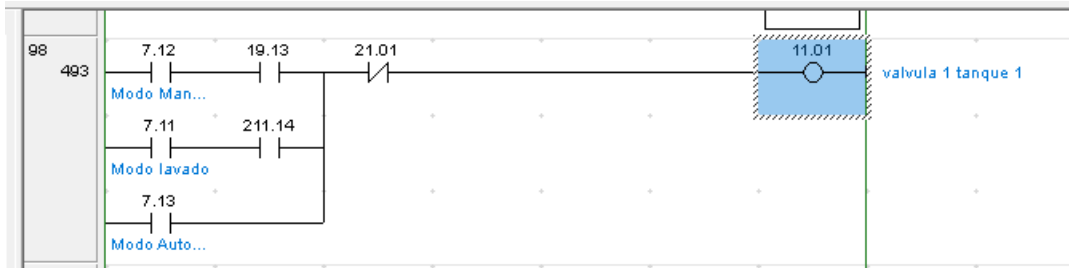 98
493
7.12 19.13 21.01 11.01
Modo Man...
valvula 1 tanque 1
7.11 211.14
Modo lavado
7.13
Modo Auto...